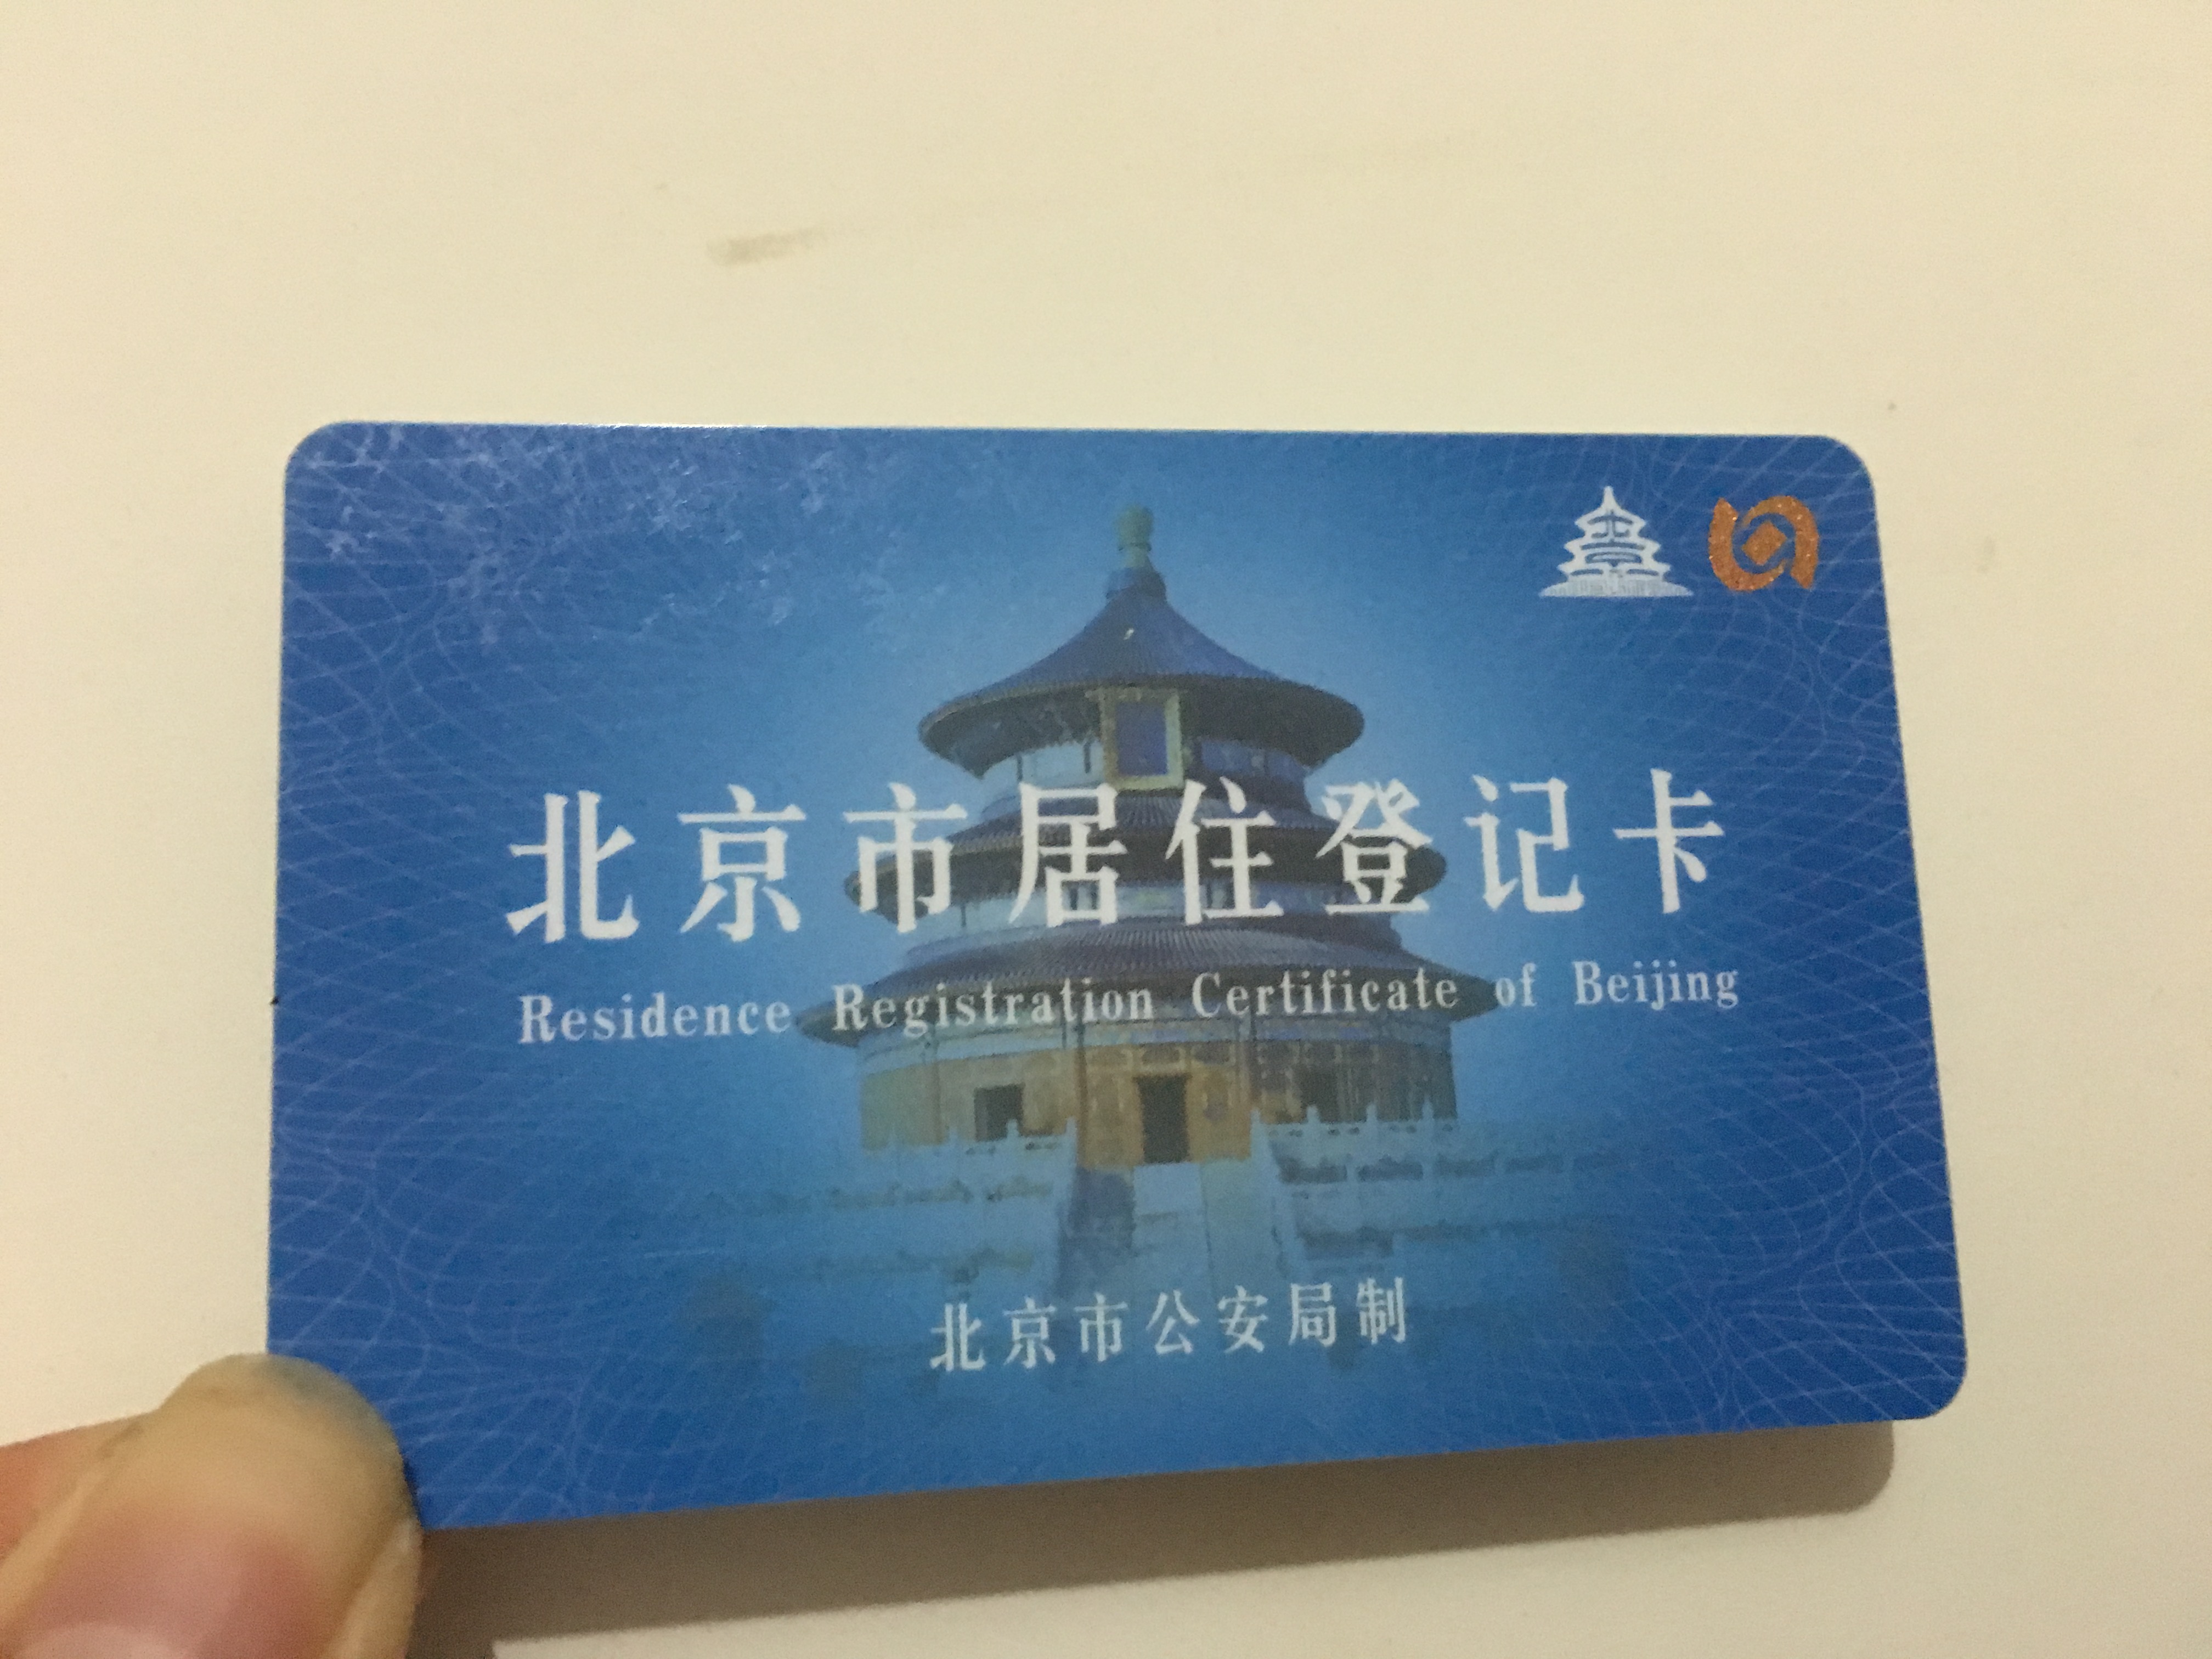 北京市居住登记卡
Residence Registration Certificate of Beijing
北京市公安局制